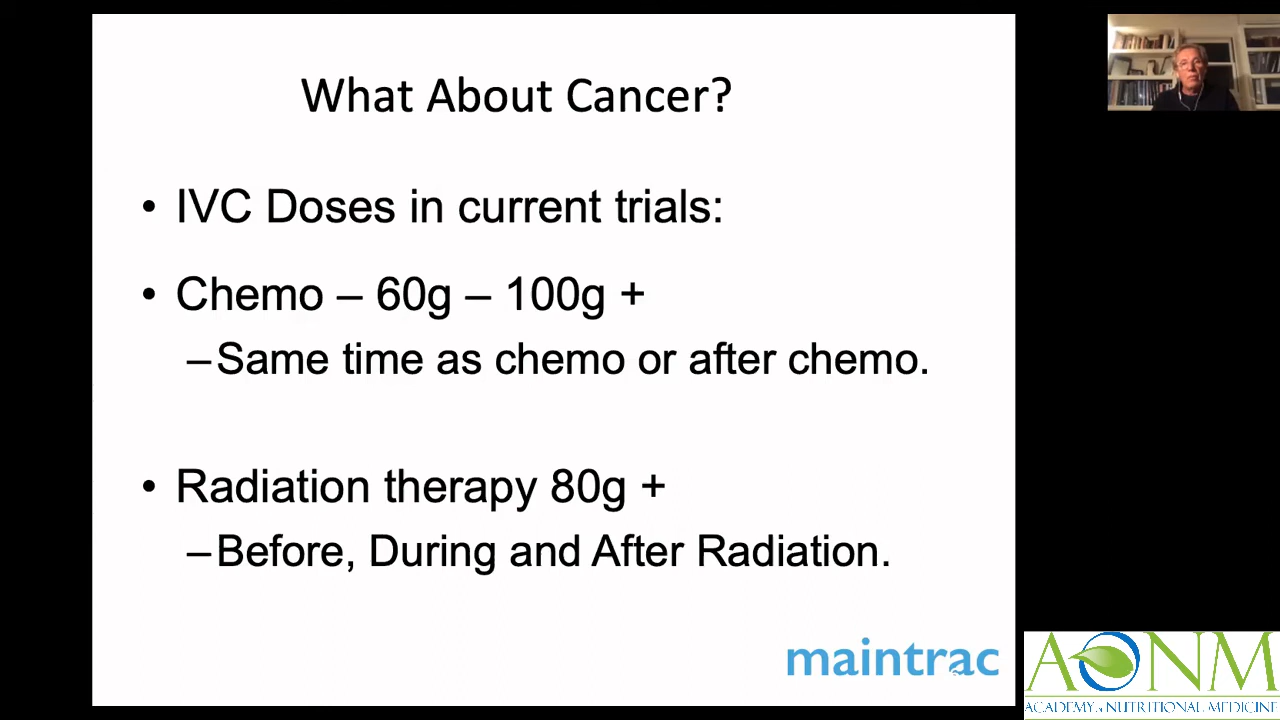 What About Cancer?
• IVC Doses in current trials:
• Chemo – 60g – 100g +
–Same time as chemo or after chemo.
• Radiation therapy 80g +
–Before, During and After Radiation.
maintrac
AONM
ACADEMY of NUTRITIONAL MEDICINE